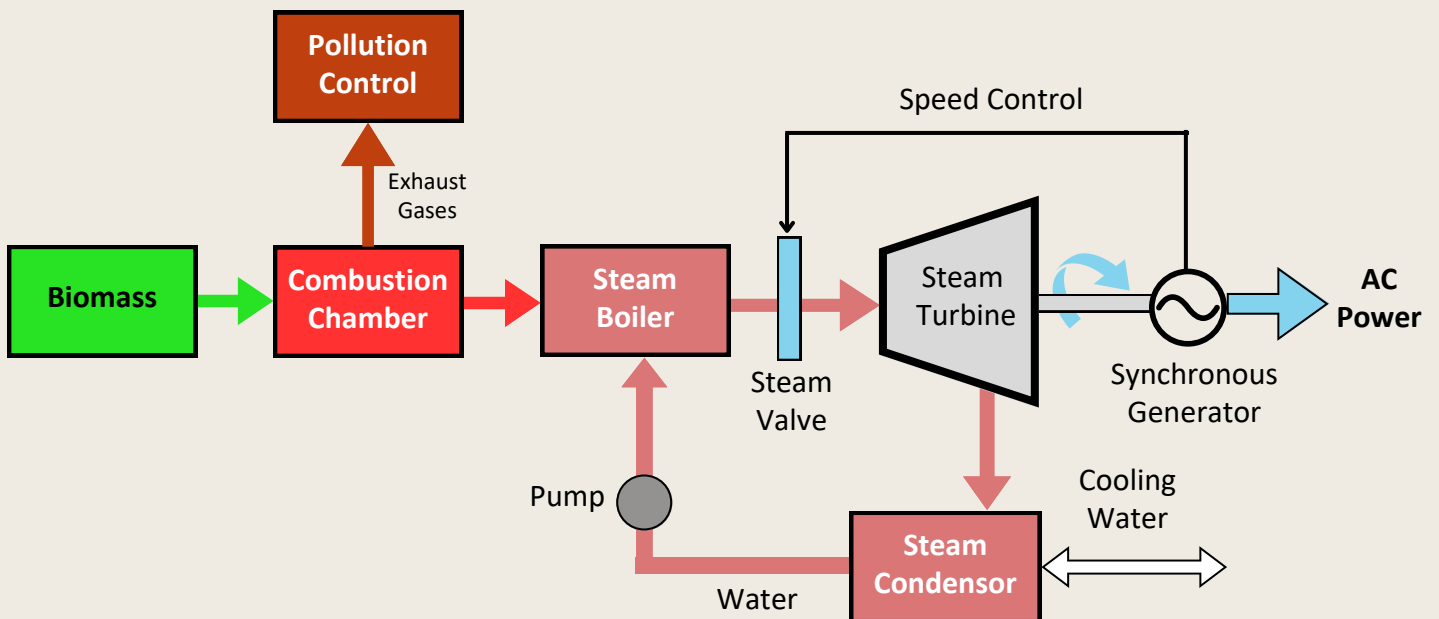 Pollution
Control
Speed Control
Exhaust
Gases
Biomass
Combustion
Chamber
Steam
Boiler
Steam
Valve
Steam
Turbine
AC
Power
Synchronous
Generator
Pump
Cooling
Water
Steam
Condensor
Water